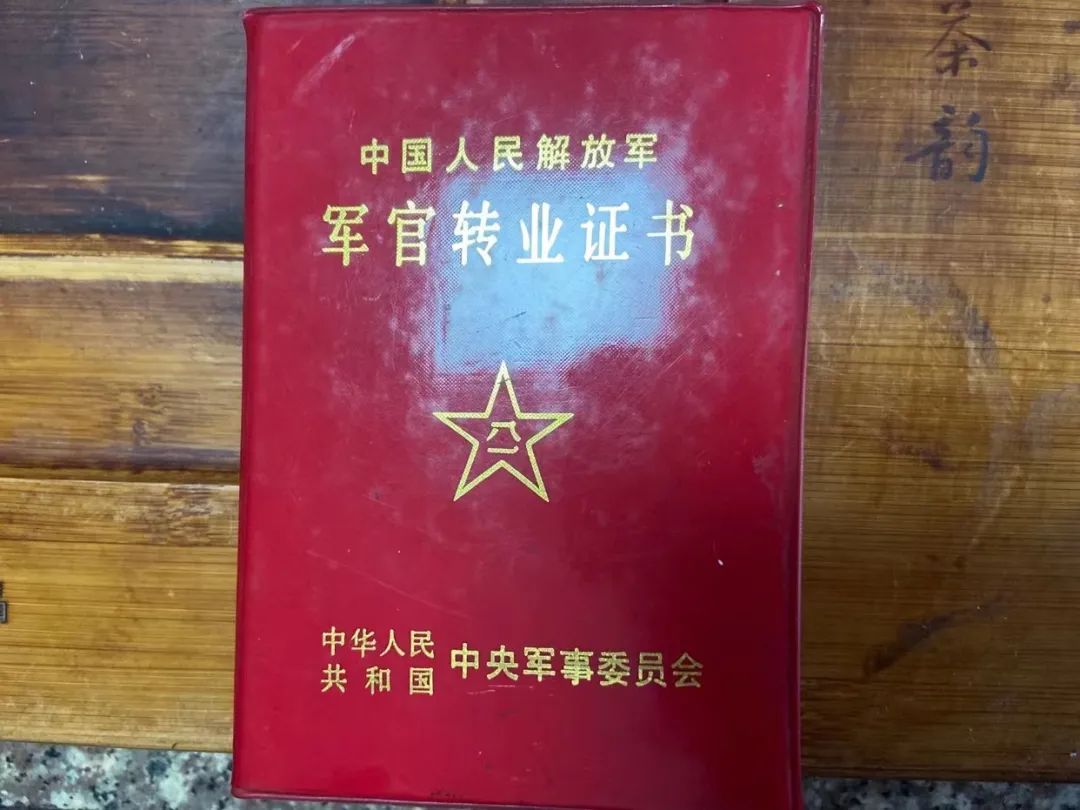 中国人民解放军
军官转业证书
八一
中华人民
共和国
中央军事委员会
茶韵